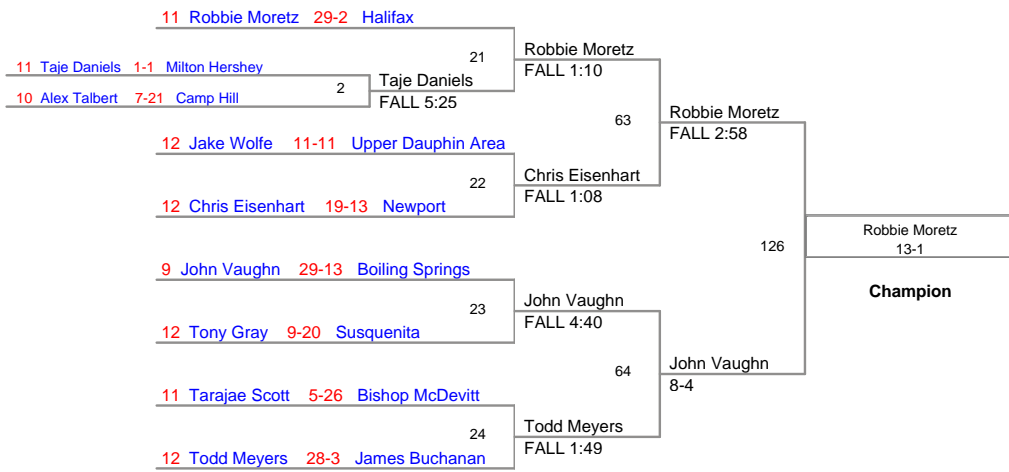 11 Robbie Moretz 29-2 Halifax
21
Robbie Moretz
FALL 1:10
11 Taje Daniels 1-1 Milton Hershey
2
Taje Daniels
FALL 5:25
10 Alex Talbert 7-21 Camp Hill
63
Robbie Moretz
FALL 2:58
12 Jake Wolfe 11-11 Upper Dauphin Area
22
Chris Eisenhart
FALL 1:08
12 Chris Eisenhart 19-13 Newport
126
Robbie Moretz
13-1
Champion
9 John Vaughn 29-13 Boiling Springs
23
John Vaughn
FALL 4:40
12 Tony Gray 9-20 Susquenita
64
John Vaughn
8-4
11 Tarajae Scott 5-26 Bishop McDevitt
24
Todd Meyers
FALL 1:49
12 Todd Meyers 28-3 James Buchanan